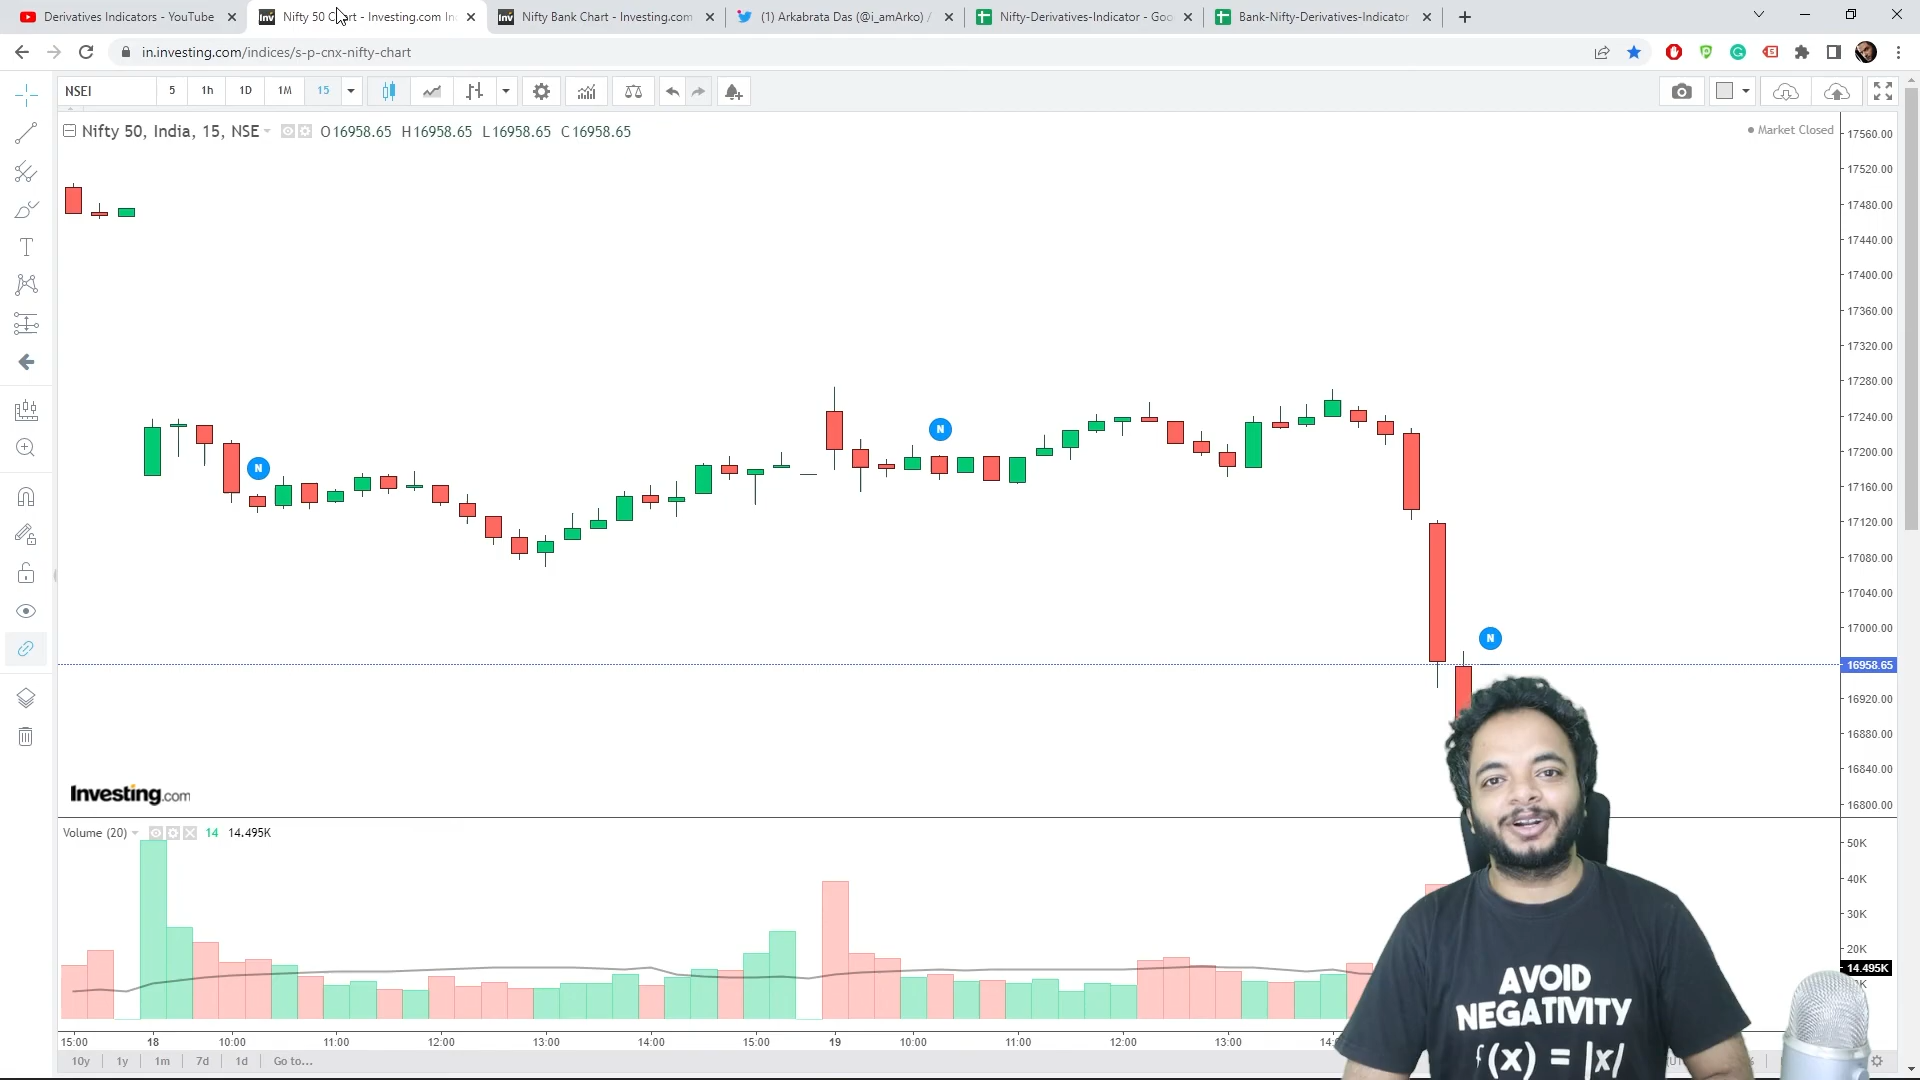 Derivatives Indicators - YouTube
Nifty 50 Chart - Investing.com In
Nifty Bank Chart - Investing.com
(1) Arkabrata Das (@i_amArko) /
Nifty-Derivatives-Indicator - Goo
Bank-Nifty-Derivatives-Indicator
in.investing.com/indices/s-p-cnx-nifty-chart
NSEI 5 1h 1D 1M 15
Nifty 50, India, 15, NSE O16958.65 H16958.65 L16958.65 C16958.65
Market Closed
17560.00
17520.00
17480.00
17440.00
17400.00
17360.00
17320.00
17280.00
17240.00
17200.00
17160.00
17120.00
17080.00
17040.00
17000.00
16958.65
16920.00
16880.00
16840.00
16800.00
N
N
N
Investing.com
Volume (20) 14 14.495K
50K
40K
30K
20K
14.495K
15:00 18 10:00 11:00 12:00 13:00 14:00 15:00 19 10:00 11:00 12:00 13:00
10y 1y 1m 7d 1d Go to...
AVOID
NEGATIVITY
f(x) = |x|